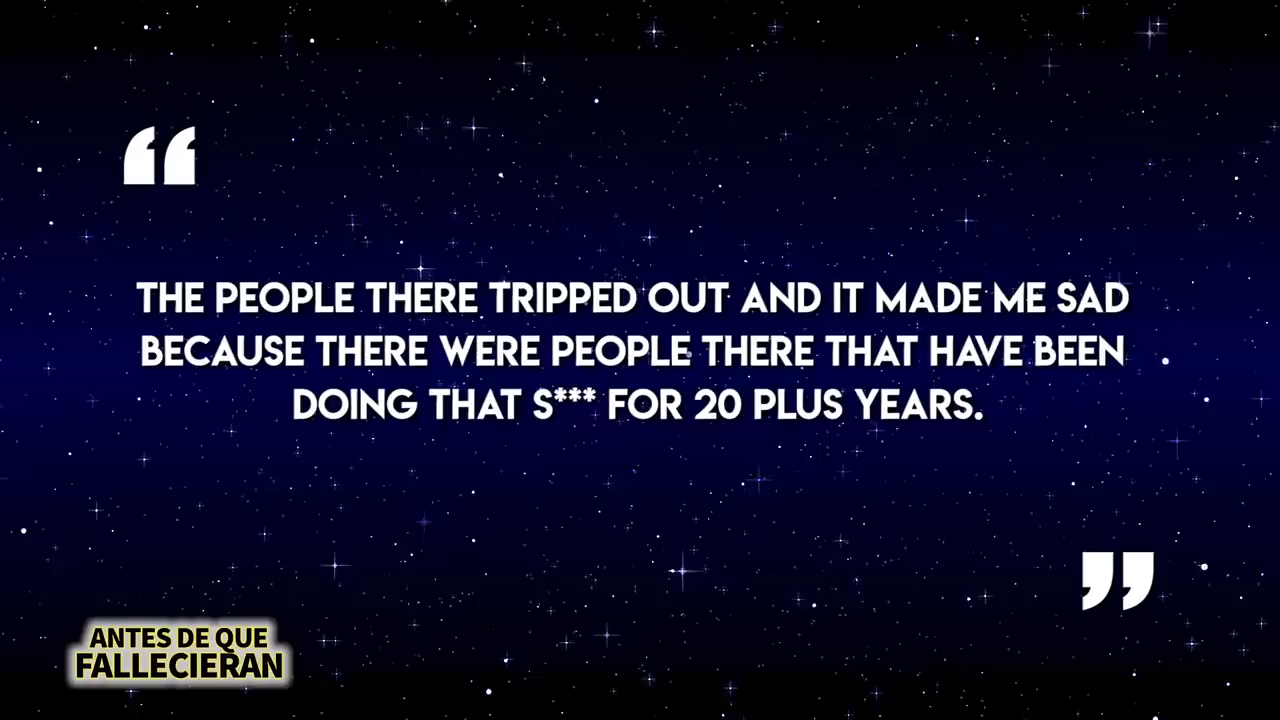 “
THE PEOPLE THERE TRIPPED OUT AND IT MADE ME SAD
BECAUSE THERE WERE PEOPLE THERE THAT HAVE BEEN
DOING THAT S*** FOR 20 PLUS YEARS.
”
ANTES DE QUE
FALLECIERAN